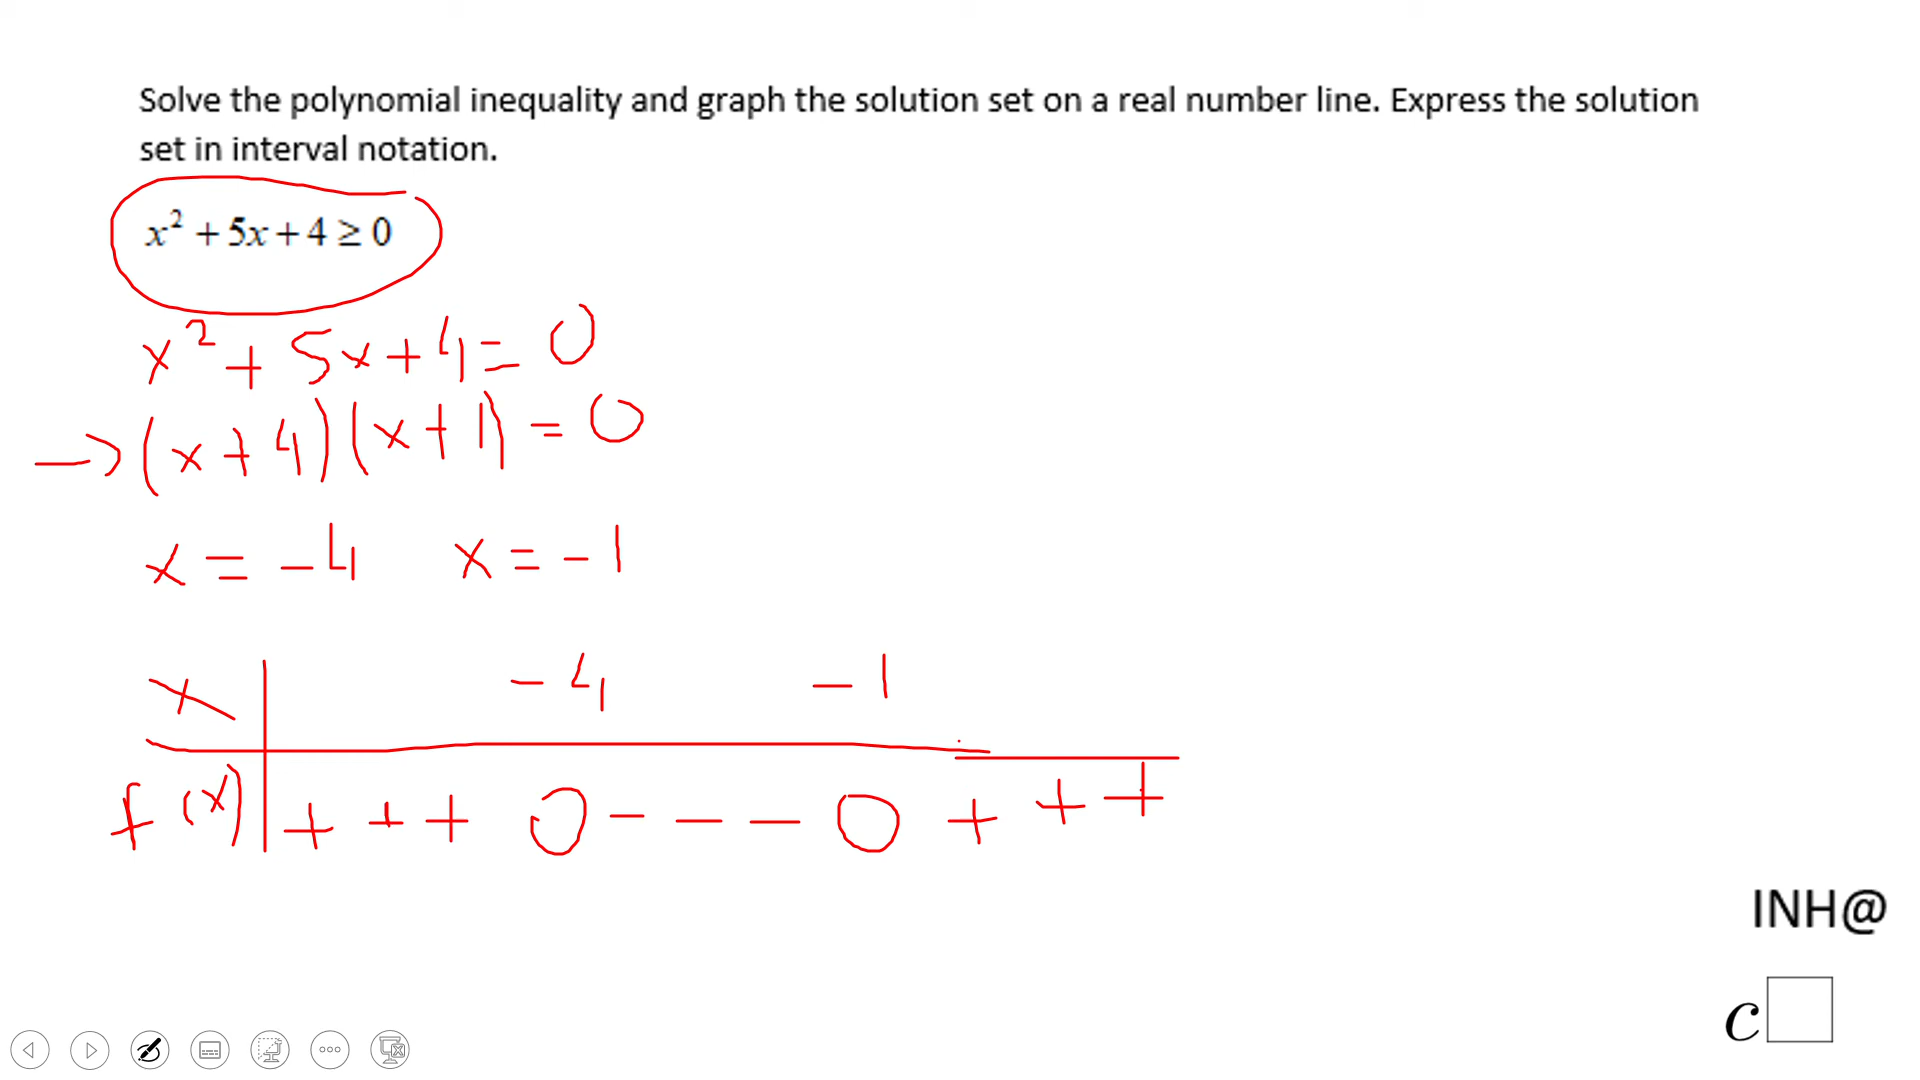 Solve the polynomial inequality and graph the solution set on a real number line. Express the solution
set in interval notation.
x² + 5x + 4 ≥ 0
x² + 5x + 4 = 0
→ (x + 4)(x + 1) = 0
x = -4 x = -1
x -4 -1
f(x) + + + 0 - - - 0 + + +
INH@
c